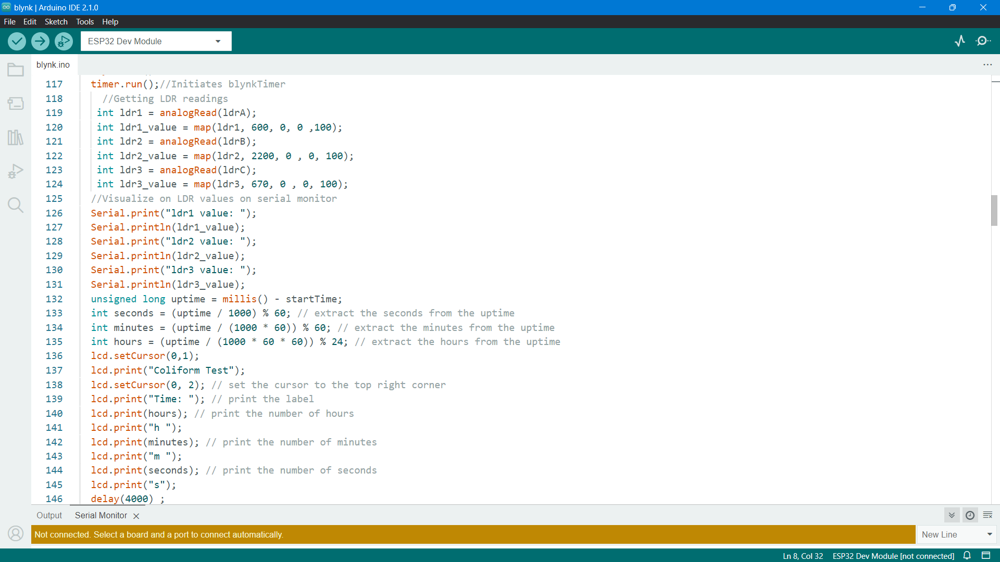 blynk | Arduino IDE 2.1.0
File Edit Sketch Tools Help
ESP32 Dev Module
blynk.ino
117 timer.run();//Initiates blynkTimer
118 //Getting LDR readings
119 int ldr1 = analogRead(ldrA);
120 int ldr1_value = map(ldr1, 600, 0, 0 ,100);
121 int ldr2 = analogRead(ldrB);
122 int ldr2_value = map(ldr2, 2200, 0 , 0, 100);
123 int ldr3 = analogRead(ldrC);
124 int ldr3_value = map(ldr3, 670, 0 , 0, 100);
125 //Visualize on LDR values on serial monitor
126 Serial.print("ldr1 value: ");
127 Serial.println(ldr1_value);
128 Serial.print("ldr2 value: ");
129 Serial.println(ldr2_value);
130 Serial.print("ldr3 value: ");
131 Serial.println(ldr3_value);
132 unsigned long uptime = millis() - startTime;
133 int seconds = (uptime / 1000) % 60; // extract the seconds from the uptime
134 int minutes = (uptime / (1000 * 60)) % 60; // extract the minutes from the uptime
135 int hours = (uptime / (1000 * 60 * 60)) % 24; // extract the hours from the uptime
136 lcd.setCursor(0,1);
137 lcd.print("Coliform Test");
138 lcd.setCursor(0, 2); // set the cursor to the top right corner
139 lcd.print("Time: "); // print the label
140 lcd.print(hours); // print the number of hours
141 lcd.print("h ");
142 lcd.print(minutes); // print the number of minutes
143 lcd.print("m ");
144 lcd.print(seconds); // print the number of seconds
145 lcd.print("s");
146 delay(4000) ;
Output Serial Monitor
Not connected. Select a board and a port to connect automatically.
New Line
Ln 8, Col 32 ESP32 Dev Module [not connected]